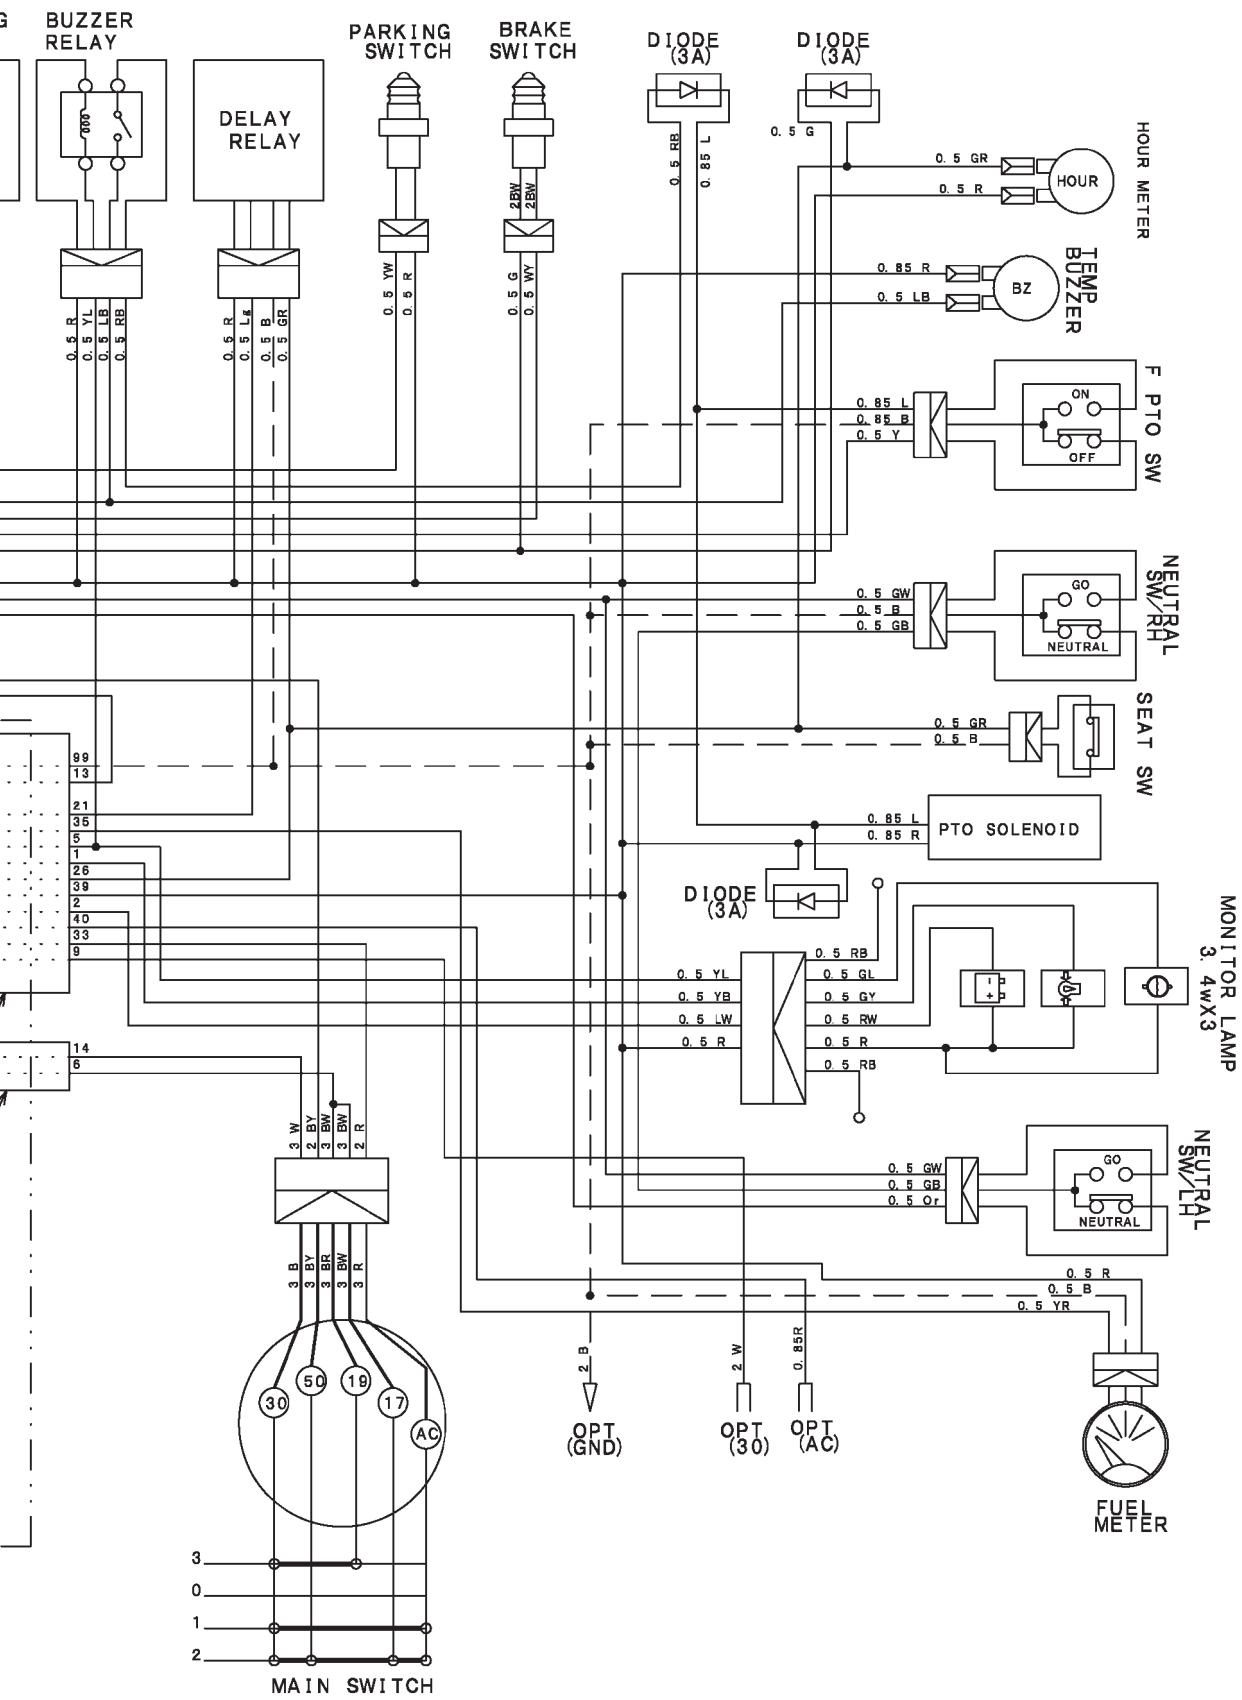 G
BUZZER
RELAY
DELAY
RELAY
PARKING
SWITCH
BRAKE
SWITCH
DIODE
(3A)
DIODE
(3A)
2BW
2BW
0. 5 R
0. 5 YL
0. 5 LB
0. 5 RB
0. 5 R
0. 5 Lg
0. 5 B
0. 5 GR
0. 5 YW
0. 5 R
0. 5 G
0. 5 WY
0. 5 RB
0. 85 L
0. 5 G
0. 5 GR
0. 5 R
HOUR
HOUR METER
0. 85 R
0. 5 LB
BZ
TEMP
BUZZER
0. 85 L
0. 85 B
0. 5 Y
ON
OFF
F PTO SW
0. 5 GW
0. 5 B
0. 5 GB
GO
NEUTRAL
NEUTRAL
SW/RH
0. 5 GR
0. 5 B
SEAT SW
99
13
21
35
5
1
26
39
2
40
33
9
14
6
0. 85 L
0. 85 R
PTO SOLENOID
DIODE
(3A)
0. 5 YL
0. 5 YB
0. 5 LW
0. 5 R
0. 5 RB
0. 5 GL
0. 5 GY
0. 5 RW
0. 5 R
0. 5 RB
-
+
MONITOR LAMP
3. 4wX3
3 W
2 BY
3 BW
3 BW
2 R
3 B
3 BY
3 BR
3 BW
3 R
30
50
19
17
AC
0. 5 GW
0. 5 GB
0. 5 Or
GO
NEUTRAL
NEUTRAL
SW/LH
0. 5 R
0. 5 B
0. 5 YR
2 B
2 W
0. 85R
OPT
(GND)
OPT
(30)
OPT
(AC)
FUEL
METER
3
0
1
2
MAIN SWITCH